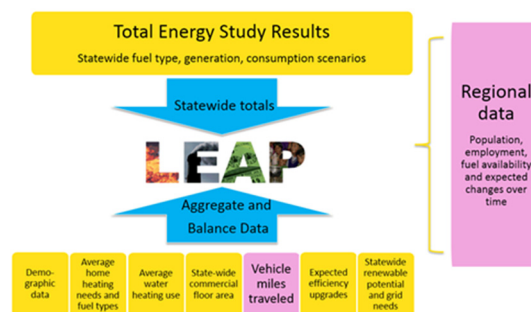 Total Energy Study Results
Statewide fuel type, generation, consumption scenarios
Statewide totals
LEAP
Aggregate and
Balance Data
Demo-
graphic
data
Average
home
heating
needs and
fuel types
Average
water
heating use
State-wide
commercial
floor area
Vehicle
miles
traveled
Expected
efficiency
upgrades
Statewide
renewable
potential
and grid
needs
Regional
data
Population,
employment,
fuel availability
and expected
changes over
time